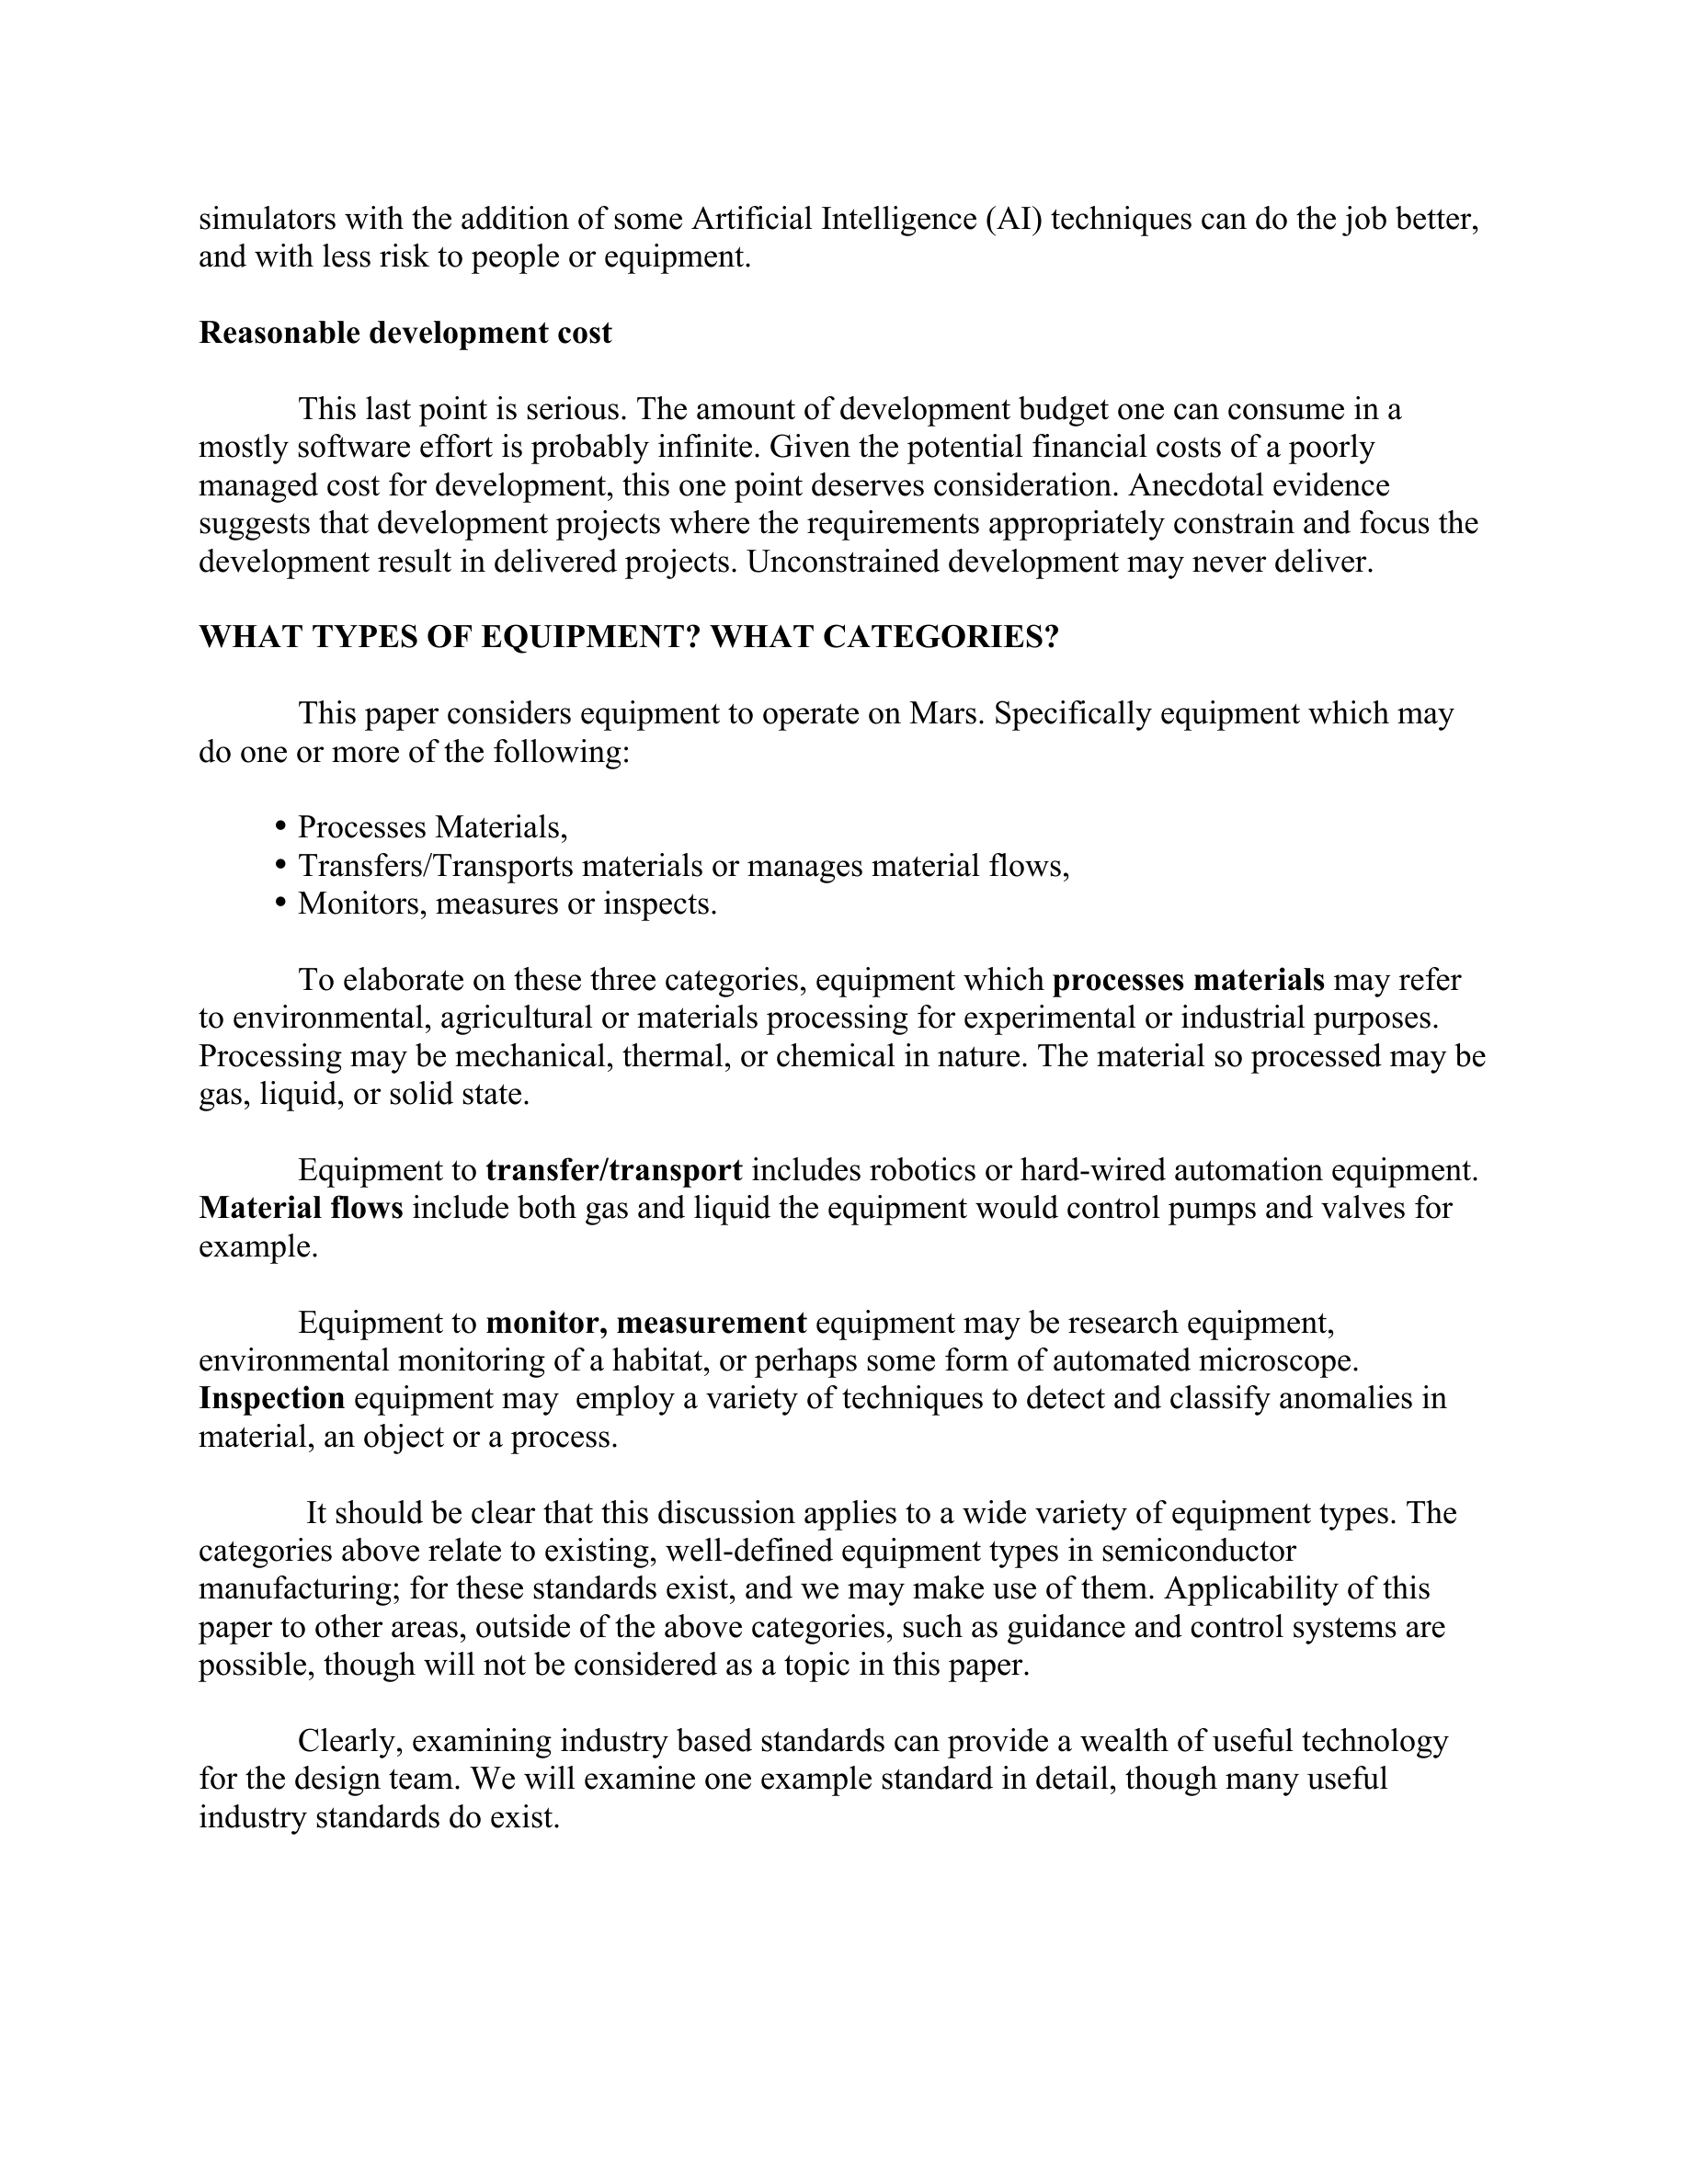 simulators with the addition of some Artificial Intelligence (AI) techniques can do the job better,
and with less risk to people or equipment.
Reasonable development cost
This last point is serious. The amount of development budget one can consume in a
mostly software effort is probably infinite. Given the potential financial costs of a poorly
managed cost for development, this one point deserves consideration. Anecdotal evidence
suggests that development projects where the requirements appropriately constrain and focus the
development result in delivered projects. Unconstrained development may never deliver.
WHAT TYPES OF EQUIPMENT? WHAT CATEGORIES?
This paper considers equipment to operate on Mars. Specifically equipment which may
do one or more of the following:
• Processes Materials,
• Transfers/Transports materials or manages material flows,
• Monitors, measures or inspects.
To elaborate on these three categories, equipment which processes materials may refer
to environmental, agricultural or materials processing for experimental or industrial purposes.
Processing may be mechanical, thermal, or chemical in nature. The material so processed may be
gas, liquid, or solid state.
Equipment to transfer/transport includes robotics or hard-wired automation equipment.
Material flows include both gas and liquid the equipment would control pumps and valves for
example.
Equipment to monitor, measurement equipment may be research equipment,
environmental monitoring of a habitat, or perhaps some form of automated microscope.
Inspection equipment may  employ a variety of techniques to detect and classify anomalies in
material, an object or a process.
It should be clear that this discussion applies to a wide variety of equipment types. The
categories above relate to existing, well-defined equipment types in semiconductor
manufacturing; for these standards exist, and we may make use of them. Applicability of this
paper to other areas, outside of the above categories, such as guidance and control systems are
possible, though will not be considered as a topic in this paper.
Clearly, examining industry based standards can provide a wealth of useful technology
for the design team. We will examine one example standard in detail, though many useful
industry standards do exist.